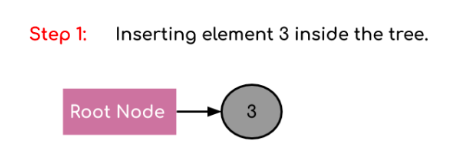 Step 1: Inserting element 3 inside the tree.
Root Node 3